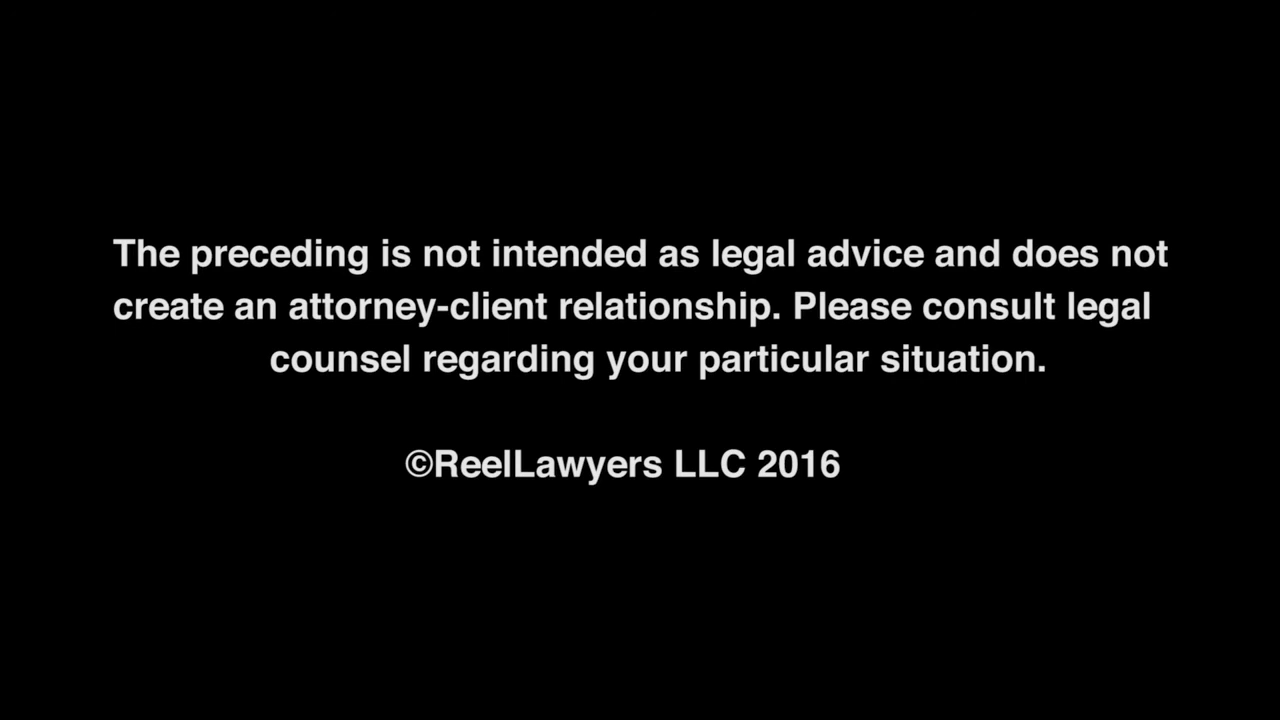 The preceding is not intended as legal advice and does not
create an attorney-client relationship. Please consult legal
counsel regarding your particular situation.
©ReelLawyers LLC 2016